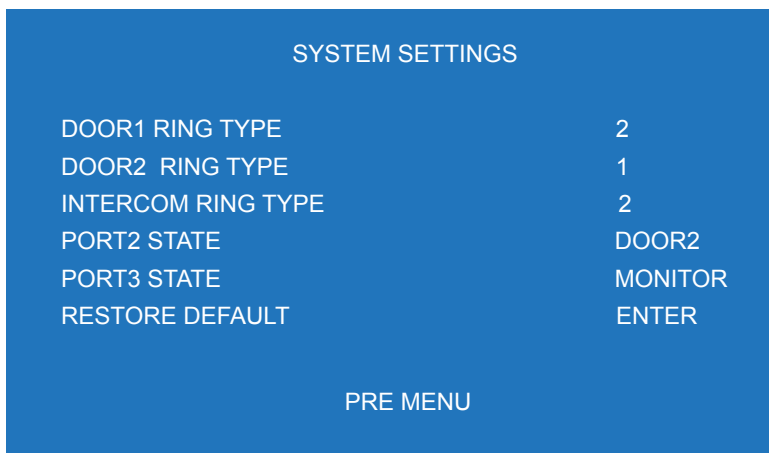 SYSTEM SETTINGS
DOOR1 RING TYPE 2
DOOR2 RING TYPE 1
INTERCOM RING TYPE 2
PORT2 STATE DOOR2
PORT3 STATE MONITOR
RESTORE DEFAULT ENTER
PRE MENU